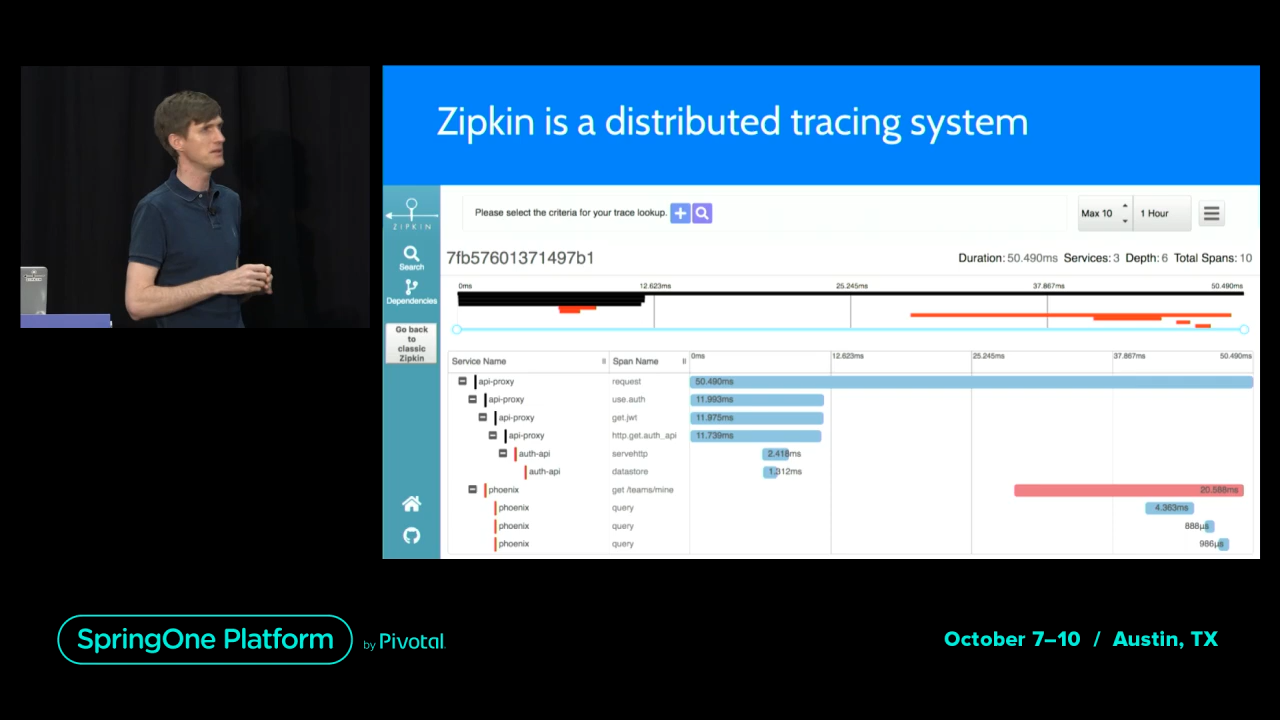 Zipkin is a distributed tracing system
ZIPKIN
Search
Dependencies
Go back
to
classic
Zipkin
Please select the criteria for your trace lookup.
Max 10
1 Hour
7fb57601371497b1
Duration: 50.490ms Services: 3 Depth: 6 Total Spans: 10
0ms 12.623ms 25.245ms 37.867ms 50.490ms
Service Name Span Name 0ms 12.623ms 25.245ms 37.867ms 50.490ms
api-proxy request 50.490ms
api-proxy use.auth 11.993ms
api-proxy get.jwt 11.975ms
api-proxy http.get.auth_api 11.739ms
auth-api servehttp 2.418ms
auth-api datastore 1.312ms
phoenix get /teams/mine 20.588ms
phoenix query 4.363ms
phoenix query 888µs
phoenix query 986µs
SpringOne Platform by Pivotal
October 7–10 / Austin, TX